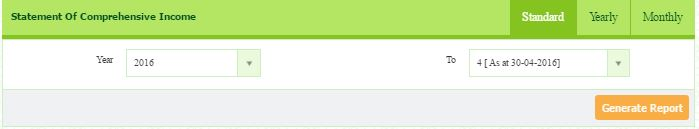 Statement Of Comprehensive Income Standard Yearly Monthly
Year 2016 To 4 [ As at 30-04-2016]
Generate Report